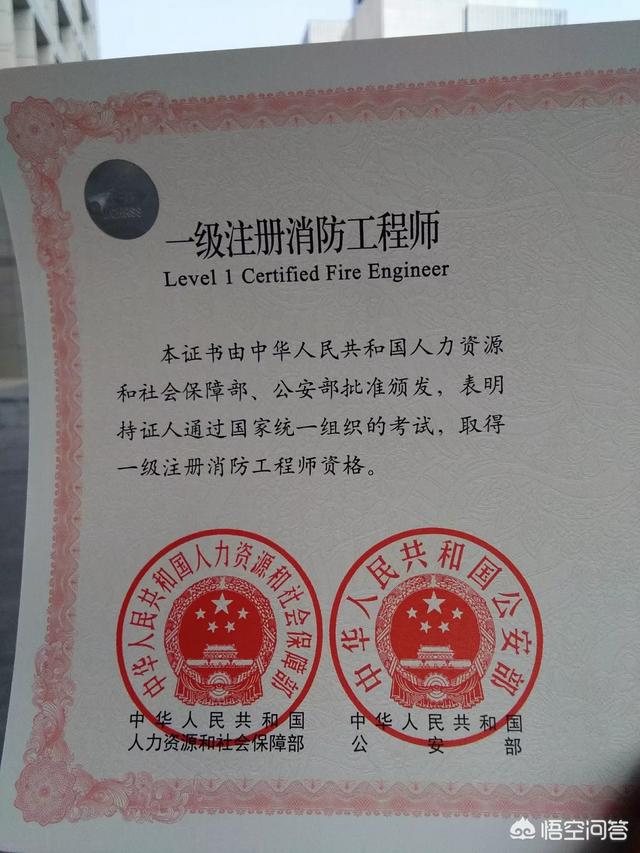 一级注册消防工程师
Level 1 Certified Fire Engineer
本证书由中华人民共和国人力资源
和社会保障部、公安部批准颁发，表明
持证人通过国家统一组织的考试，取得
一级注册消防工程师资格。
中华人民共和国人力资源和社会保障部
中华人民共和国公安部
中华人民共和国
人力资源和社会保障部
中华人民共和国
公安部
悟空问答